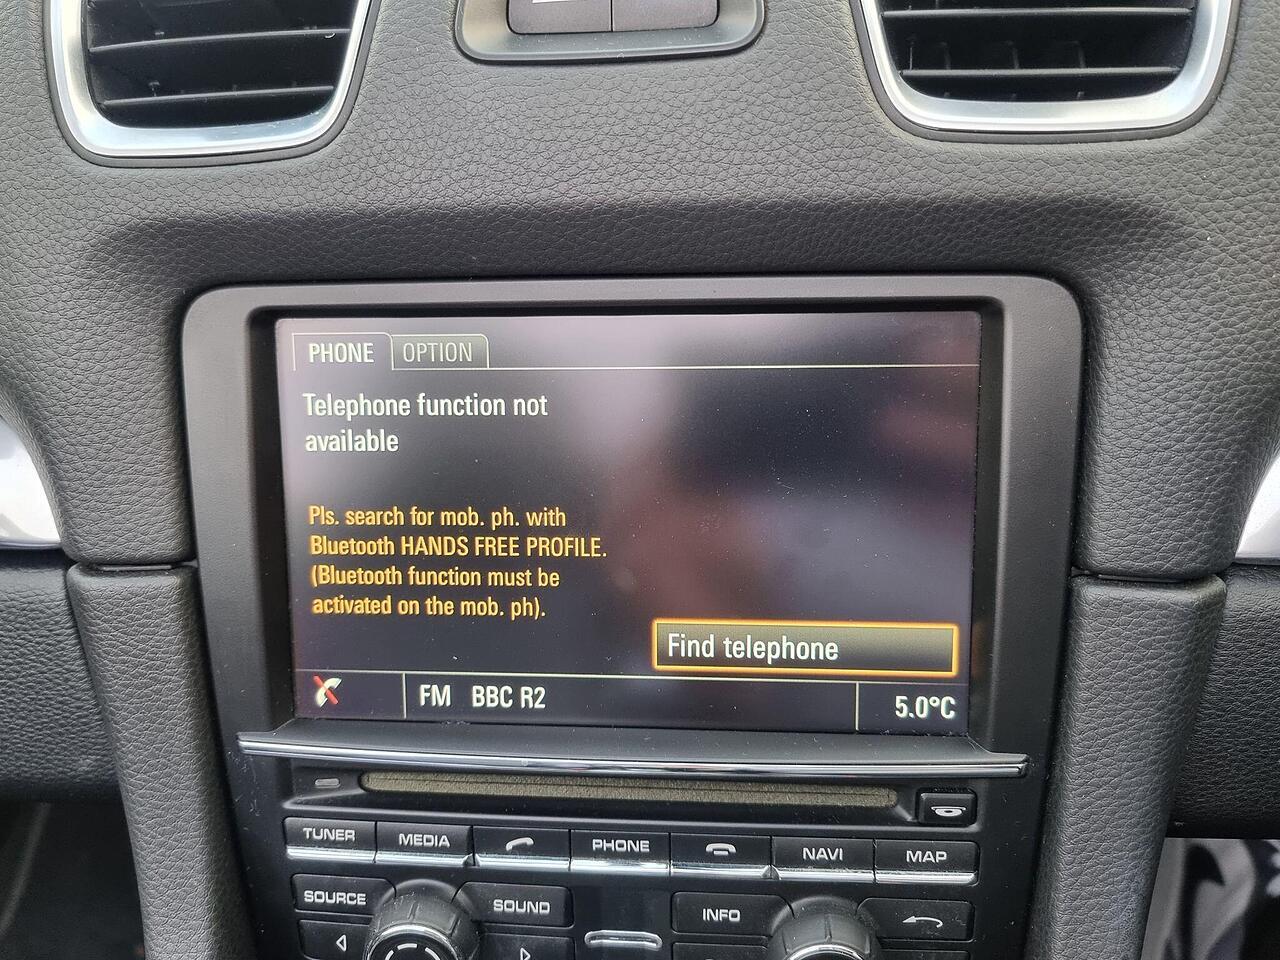 PHONE OPTION
Telephone function not
available
Pls. search for mob. ph. with
Bluetooth HANDS FREE PROFILE.
(Bluetooth function must be
activated on the mob. ph).
Find telephone
FM BBC R2 5.0°C
TUNER MEDIA PHONE NAVI MAP
SOURCE SOUND INFO